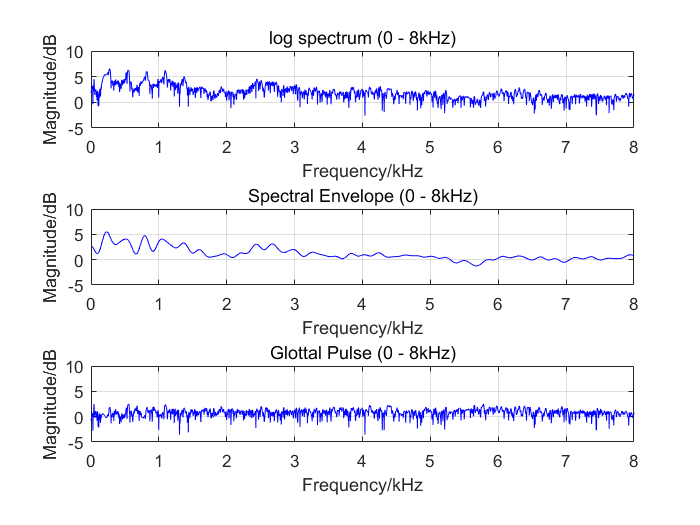 log spectrum (0 - 8kHz)
Magnitude/dB
10
5
0
-5
0 1 2 3 4 5 6 7 8
Frequency/kHz
Spectral Envelope (0 - 8kHz)
Magnitude/dB
10
5
0
-5
0 1 2 3 4 5 6 7 8
Frequency/kHz
Glottal Pulse (0 - 8kHz)
Magnitude/dB
10
5
0
-5
0 1 2 3 4 5 6 7 8
Frequency/kHz